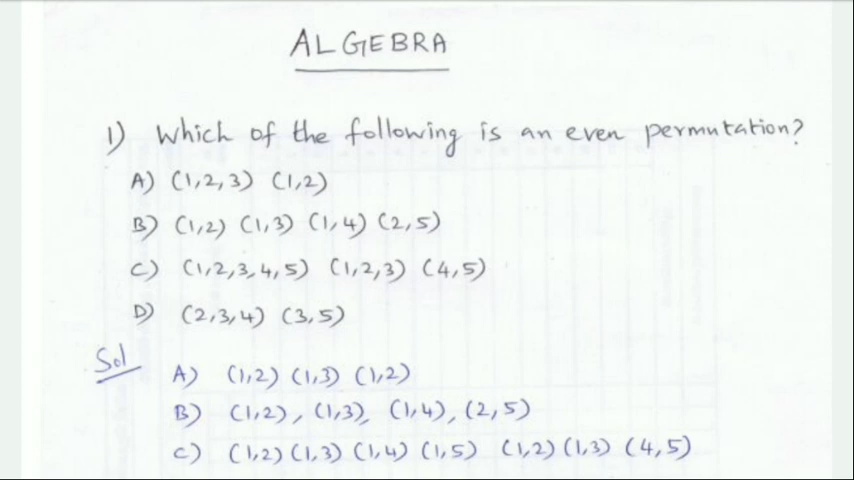 ALGEBRA
1) Which of the following is an even permutation?
A) (1,2,3) (1,2)
B) (1,2) (1,3) (1,4) (2,5)
C) (1,2,3,4,5) (1,2,3) (4,5)
D) (2,3,4) (3,5)
Sol
A) (1,2) (1,3) (1,2)
B) (1,2), (1,3), (1,4), (2,5)
C) (1,2) (1,3) (1,4) (1,5) (1,2) (1,3) (4,5)